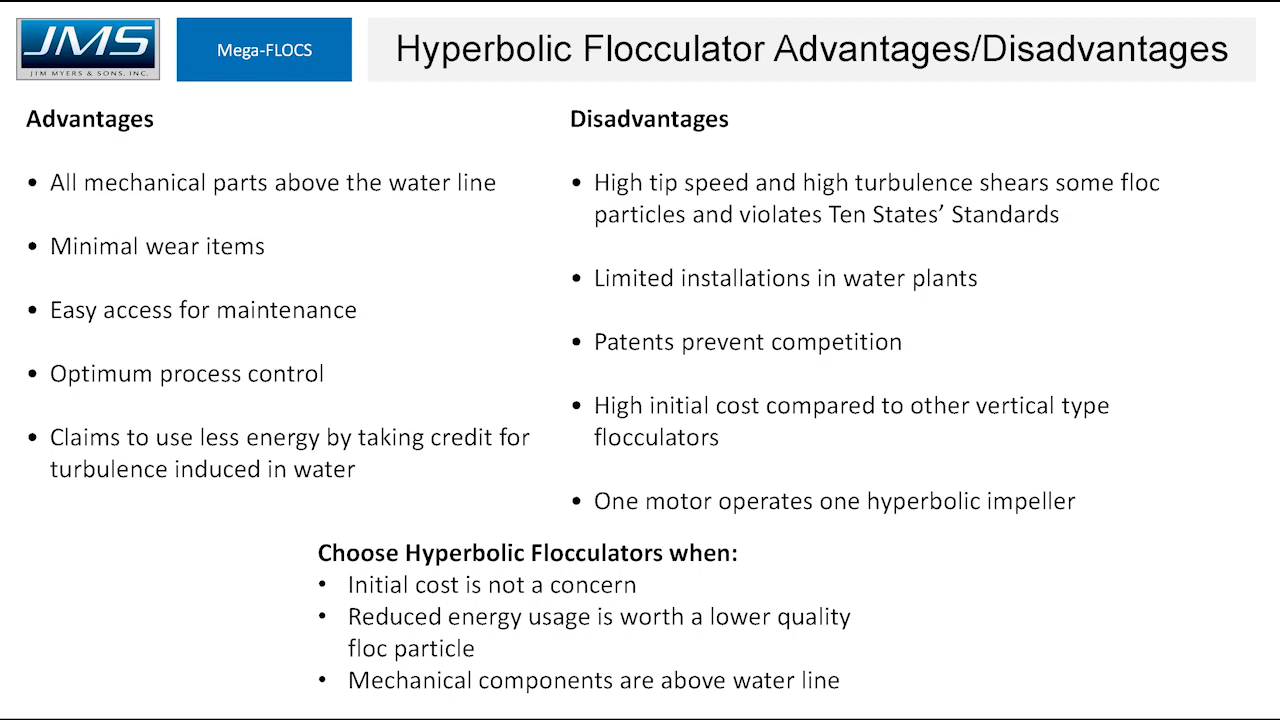 JMS
JIM MYERS & SONS, INC.
Mega-FLOCS
Hyperbolic Flocculator Advantages/Disadvantages
Advantages
• All mechanical parts above the water line
• Minimal wear items
• Easy access for maintenance
• Optimum process control
• Claims to use less energy by taking credit for
turbulence induced in water
Disadvantages
• High tip speed and high turbulence shears some floc
particles and violates Ten States’ Standards
• Limited installations in water plants
• Patents prevent competition
• High initial cost compared to other vertical type
flocculators
• One motor operates one hyperbolic impeller
Choose Hyperbolic Flocculators when:
• Initial cost is not a concern
• Reduced energy usage is worth a lower quality
floc particle
• Mechanical components are above water line